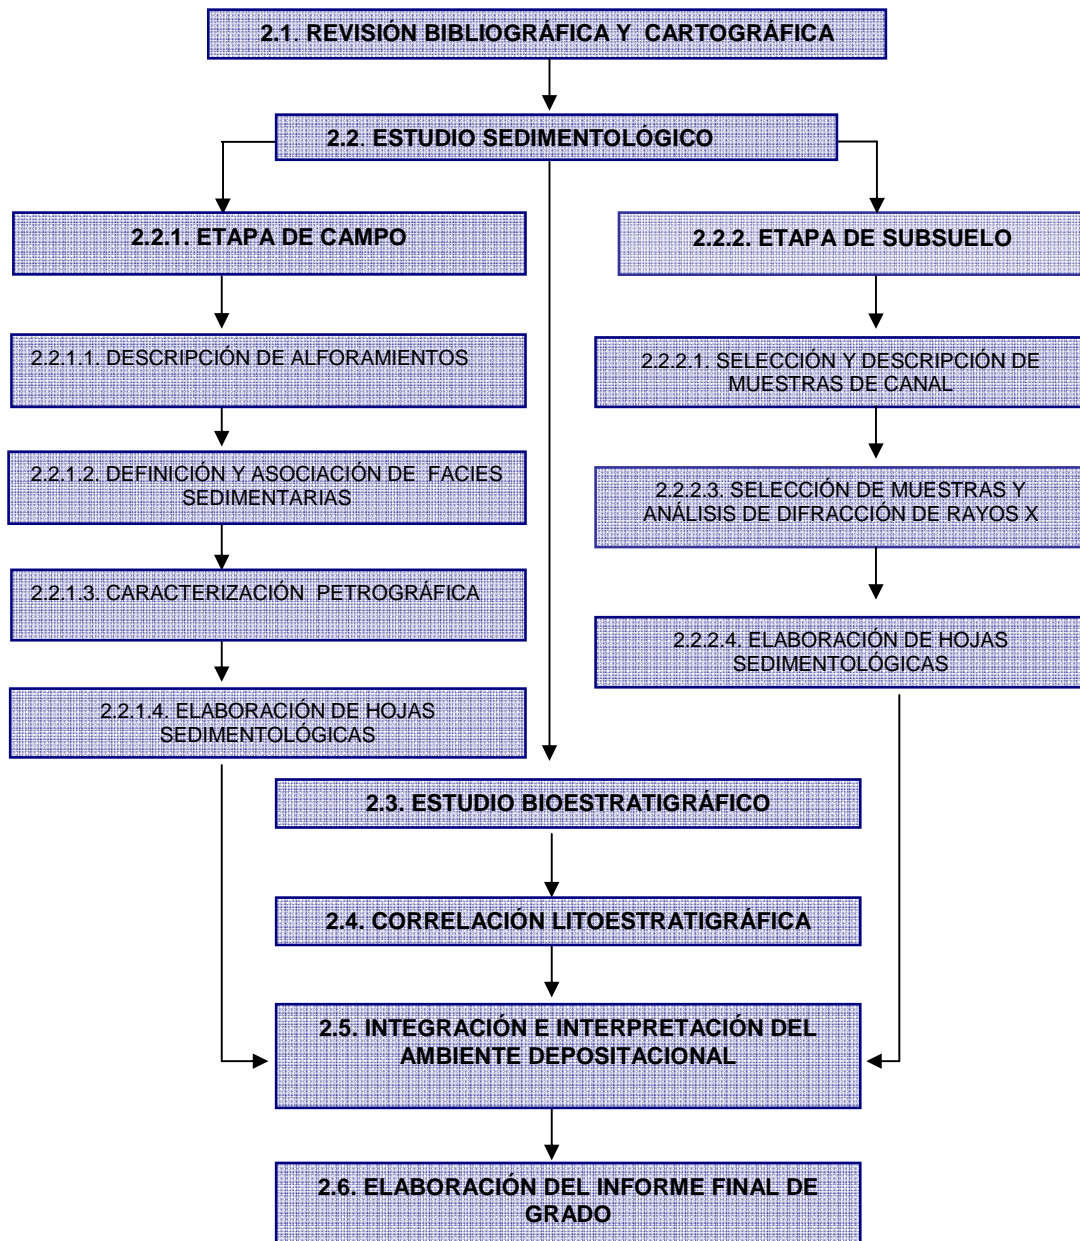 2.1. REVISIÓN BIBLIOGRÁFICA Y CARTOGRÁFICA
2.2. ESTUDIO SEDIMENTOLÓGICO
2.2.1. ETAPA DE CAMPO
2.2.2. ETAPA DE SUBSUELO
2.2.1.1. DESCRIPCIÓN DE ALFORAMIENTOS
2.2.2.1. SELECCIÓN Y DESCRIPCIÓN DE
MUESTRAS DE CANAL
2.2.1.2. DEFINICIÓN Y ASOCIACIÓN DE FACIES
SEDIMENTARIAS
2.2.2.3. SELECCIÓN DE MUESTRAS Y
ANÁLISIS DE DIFRACCIÓN DE RAYOS X
2.2.1.3. CARACTERIZACIÓN PETROGRÁFICA
2.2.2.4. ELABORACIÓN DE HOJAS
SEDIMENTOLÓGICAS
2.2.1.4. ELABORACIÓN DE HOJAS
SEDIMENTOLÓGICAS
2.3. ESTUDIO BIOESTRATIGRÁFICO
2.4. CORRELACIÓN LITOESTRATIGRÁFICA
2.5. INTEGRACIÓN E INTERPRETACIÓN DEL
AMBIENTE DEPOSITACIONAL
2.6. ELABORACIÓN DEL INFORME FINAL DE
GRADO